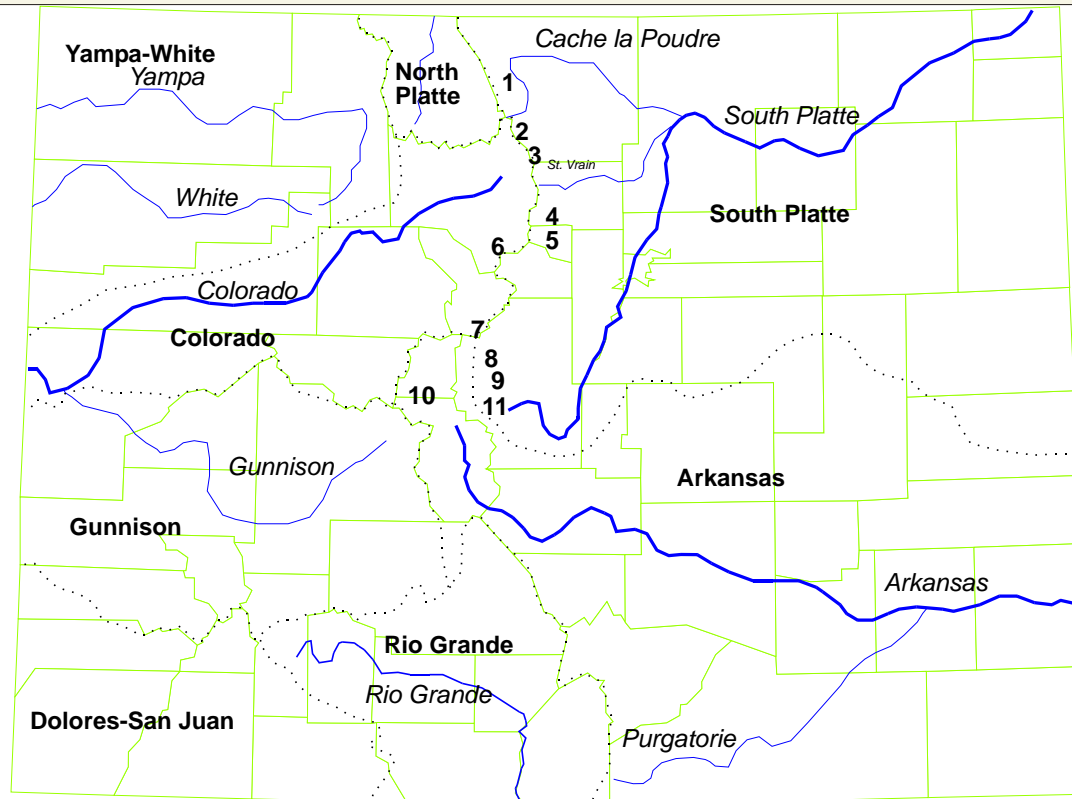 Cache la Poudre
Yampa-White
Yampa
North
Platte
1
South Platte
2
3
St. Vrain
White
South Platte
4
5
6
Colorado
7
Colorado
8
9
10
11
Gunnison
Arkansas
Gunnison
Arkansas
Rio Grande
Rio Grande
Dolores-San Juan
Purgatorie